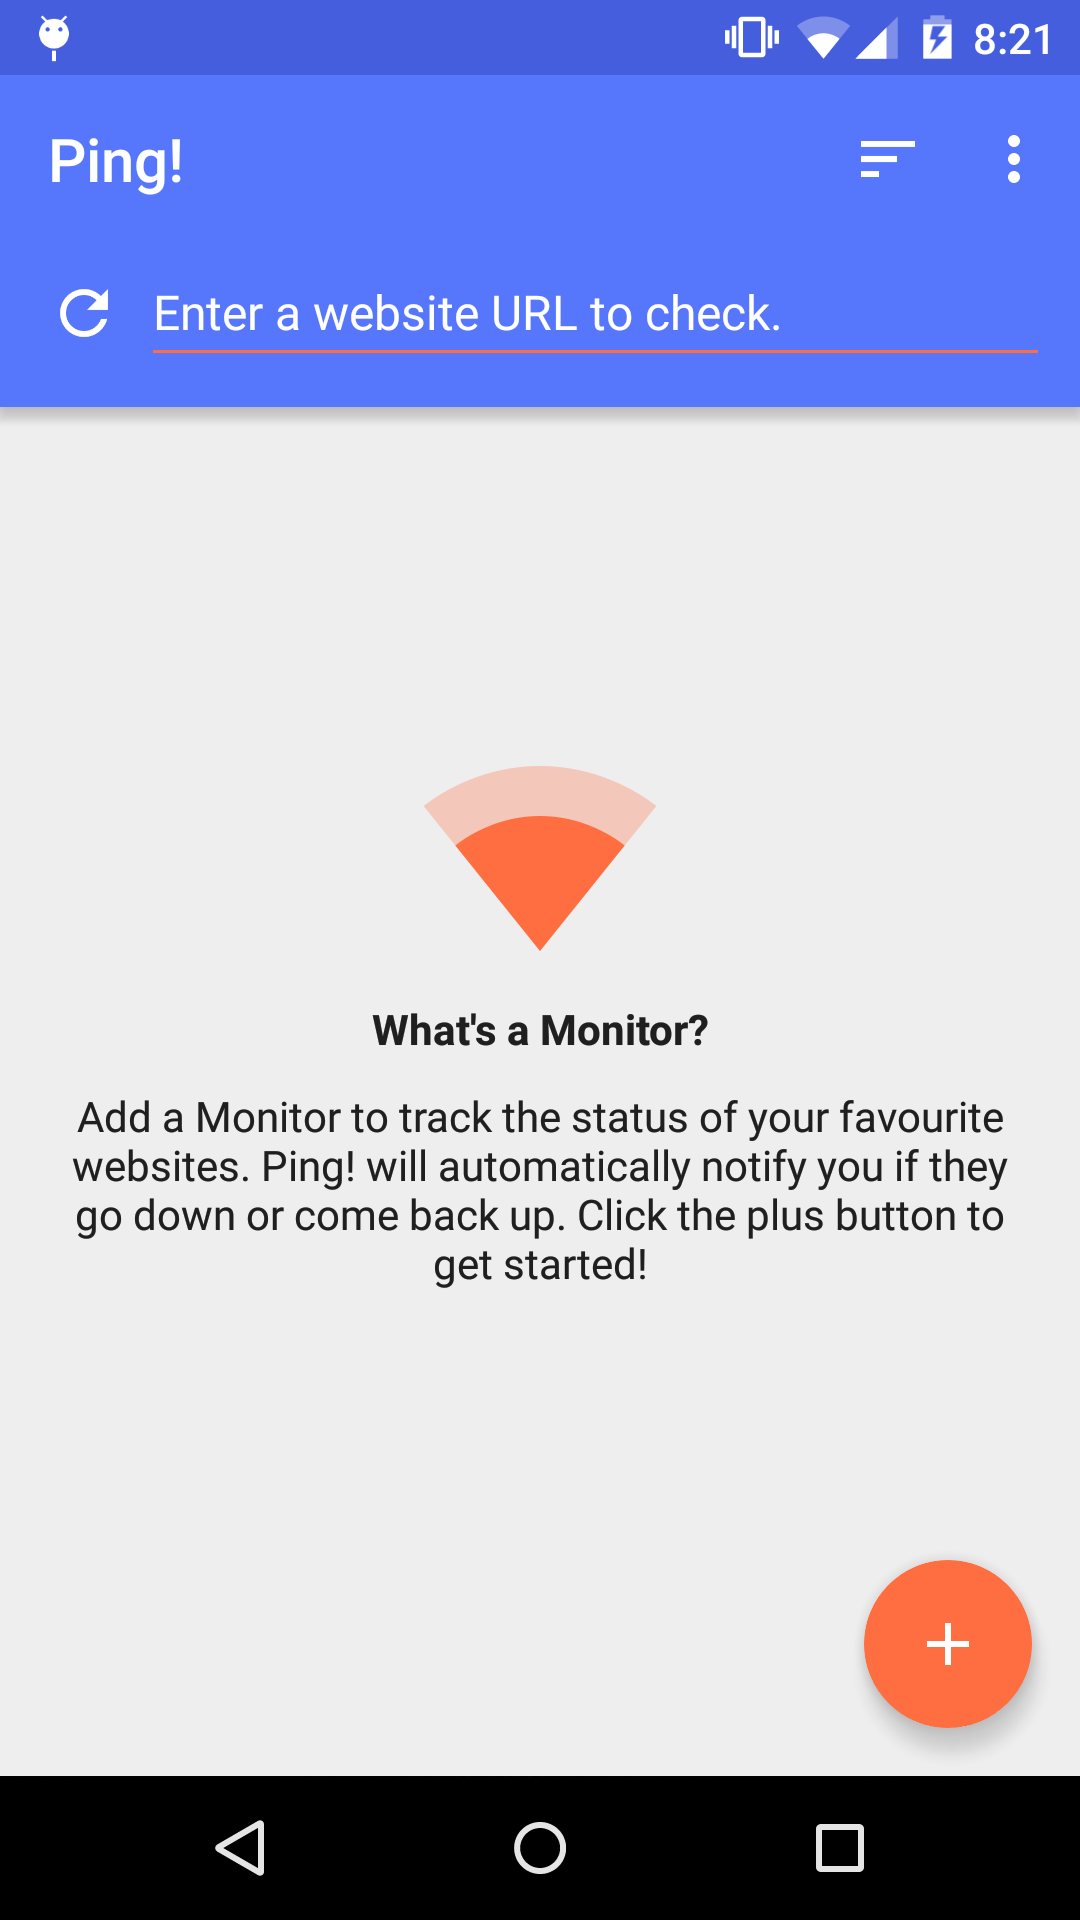 8:21
Ping!
Enter a website URL to check.
What's a Monitor?
Add a Monitor to track the status of your favourite
websites. Ping! will automatically notify you if they
go down or come back up. Click the plus button to
get started!